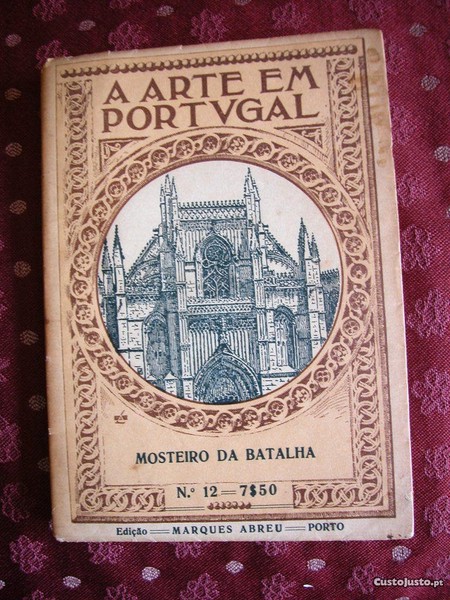 A ARTE EM
PORTVGAL
MOSTEIRO DA BATALHA
N.º 12 — 7$50
Edição — MARQUES ABREU — PORTO
CustoJusto.pt